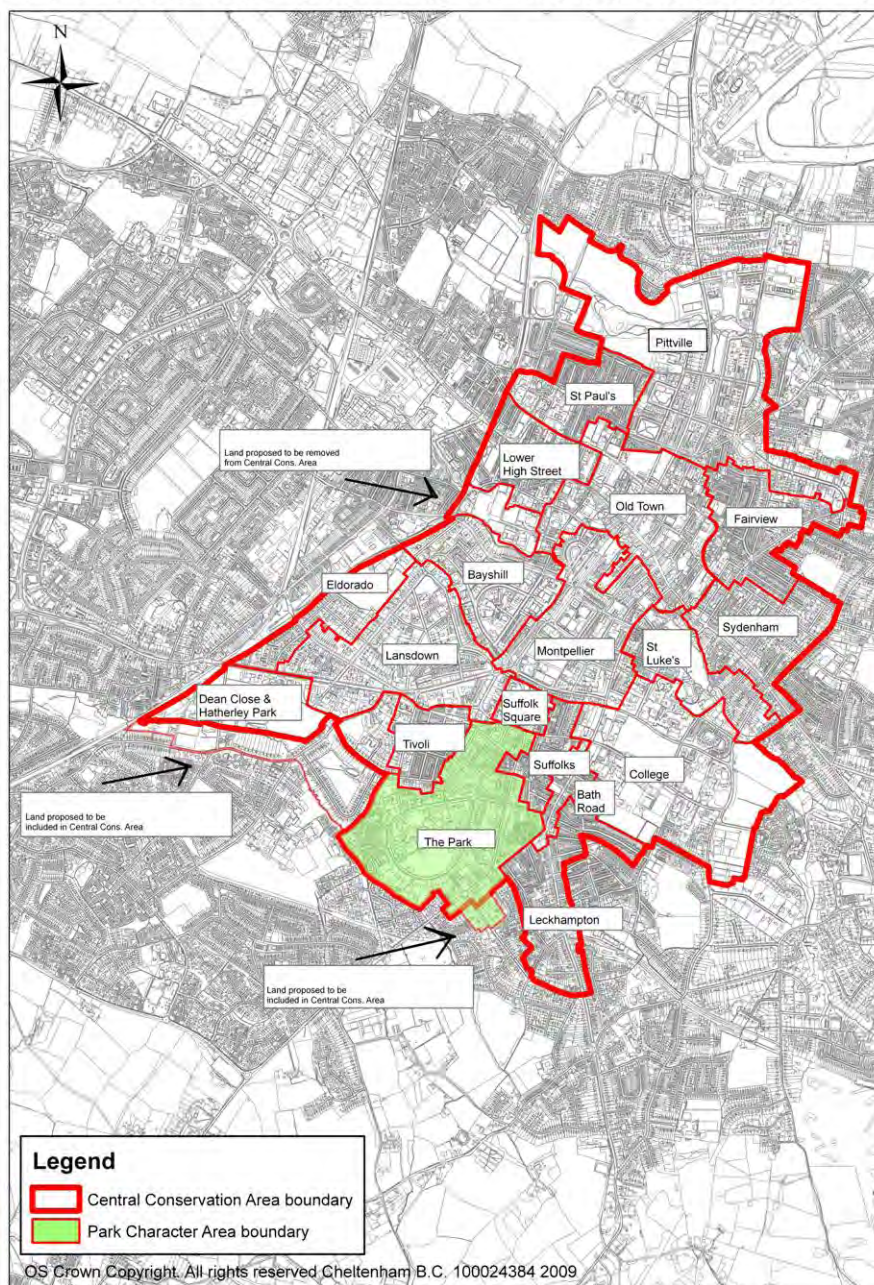 N
Pittville
St Paul's
Land proposed to be removed
from Central Cons. Area
Lower
High Street
Old Town
Fairview
Eldorado
Bayshill
Sydenham
Lansdown
Montpellier
St
Luke's
Dean Close &
Hatherley Park
Suffolk
Square
Tivoli
Suffolks
College
Bath
Road
Land proposed to be
included in Central Cons. Area
The Park
Leckhampton
Land proposed to be
included in Central Cons. Area
Legend
Central Conservation Area boundary
Park Character Area boundary
OS Crown Copyright. All rights reserved Cheltenham B.C. 100024384 2009